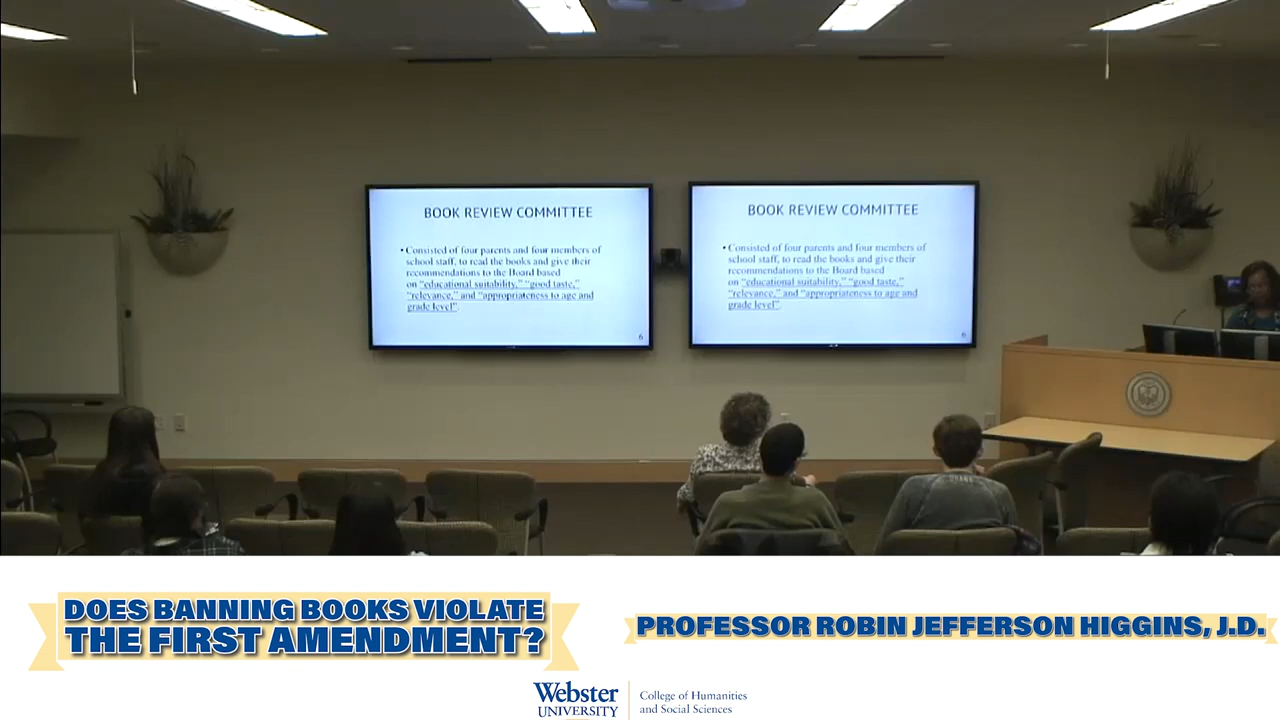 BOOK REVIEW COMMITTEE
• Consisted of four parents and four members of
school staff, to read the books and give their
recommendations to the Board based
on “educational suitability,” “good taste,”
“relevance,” and “appropriateness to age and
grade level”.
6
BOOK REVIEW COMMITTEE
• Consisted of four parents and four members of
school staff, to read the books and give their
recommendations to the Board based
on “educational suitability,” “good taste,”
“relevance,” and “appropriateness to age and
grade level”.
6
DOES BANNING BOOKS VIOLATE
THE FIRST AMENDMENT?
PROFESSOR ROBIN JEFFERSON HIGGINS, J.D.
Webster
UNIVERSITY
College of Humanities
and Social Sciences